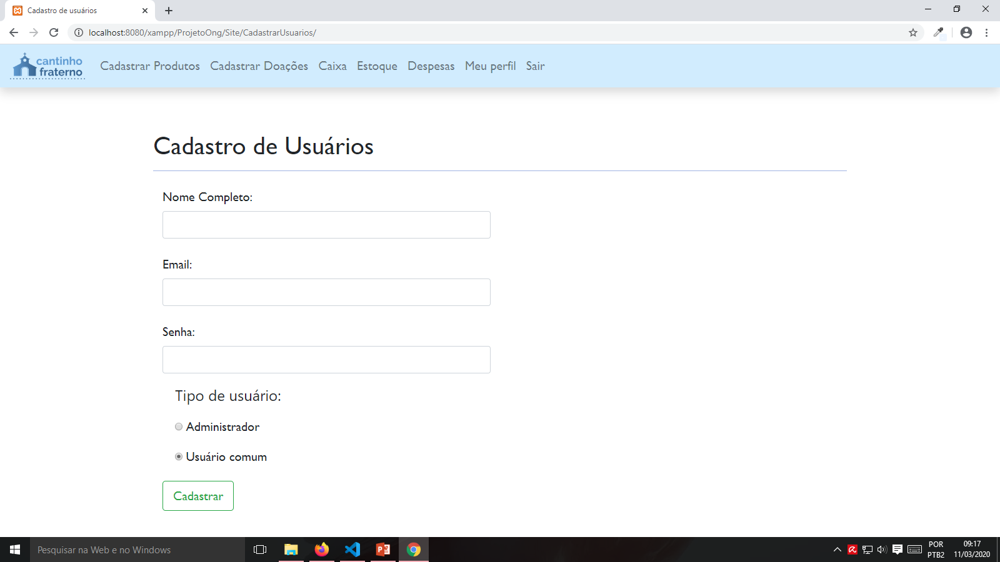 Cadastro de usuários
localhost:8080/xampp/ProjetoOng/Site/CadastrarUsuarios/
cantinho
fraterno
Cadastrar Produtos Cadastrar Doações Caixa Estoque Despesas Meu perfil Sair
Cadastro de Usuários
Nome Completo:
Email:
Senha:
Tipo de usuário:
Administrador
Usuário comum
Cadastrar
Pesquisar na Web e no Windows
POR
PTB2
09:17
11/03/2020